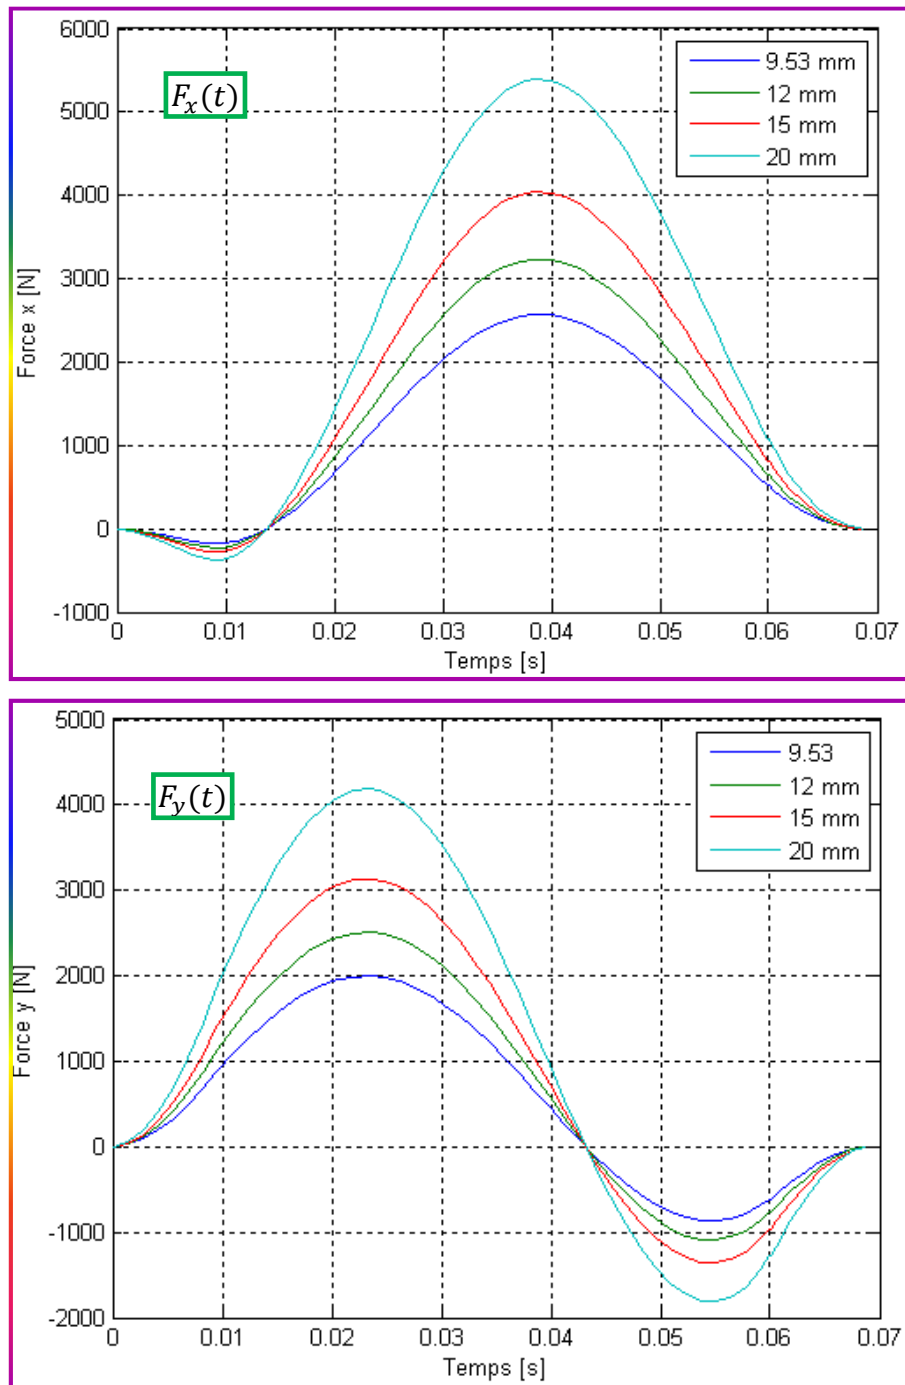 6000
5000
4000
3000
2000
1000
0
-1000
Force x [N]
F_x(t)
9.53 mm
12 mm
15 mm
20 mm
0 0.01 0.02 0.03 0.04 0.05 0.06 0.07
Temps [s]
5000
4000
3000
2000
1000
0
-1000
-2000
Force y [N]
F_y(t)
9.53
12 mm
15 mm
20 mm
0 0.01 0.02 0.03 0.04 0.05 0.06 0.07
Temps [s]